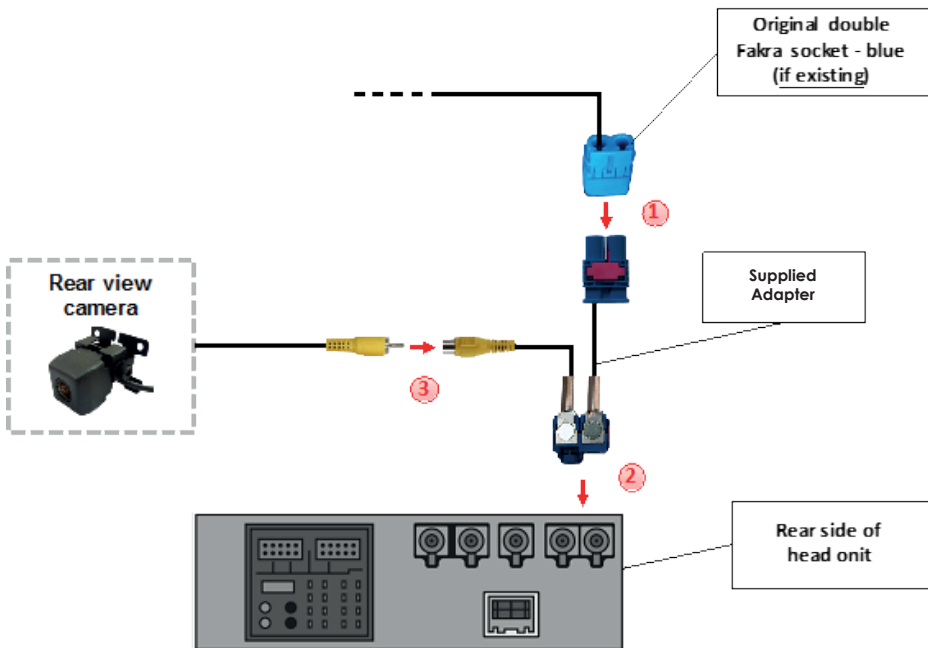 Original double
Fakra socket - blue
(if existing)
1
Rear view
camera
Supplied
Adapter
3
2
Rear side of
head onit